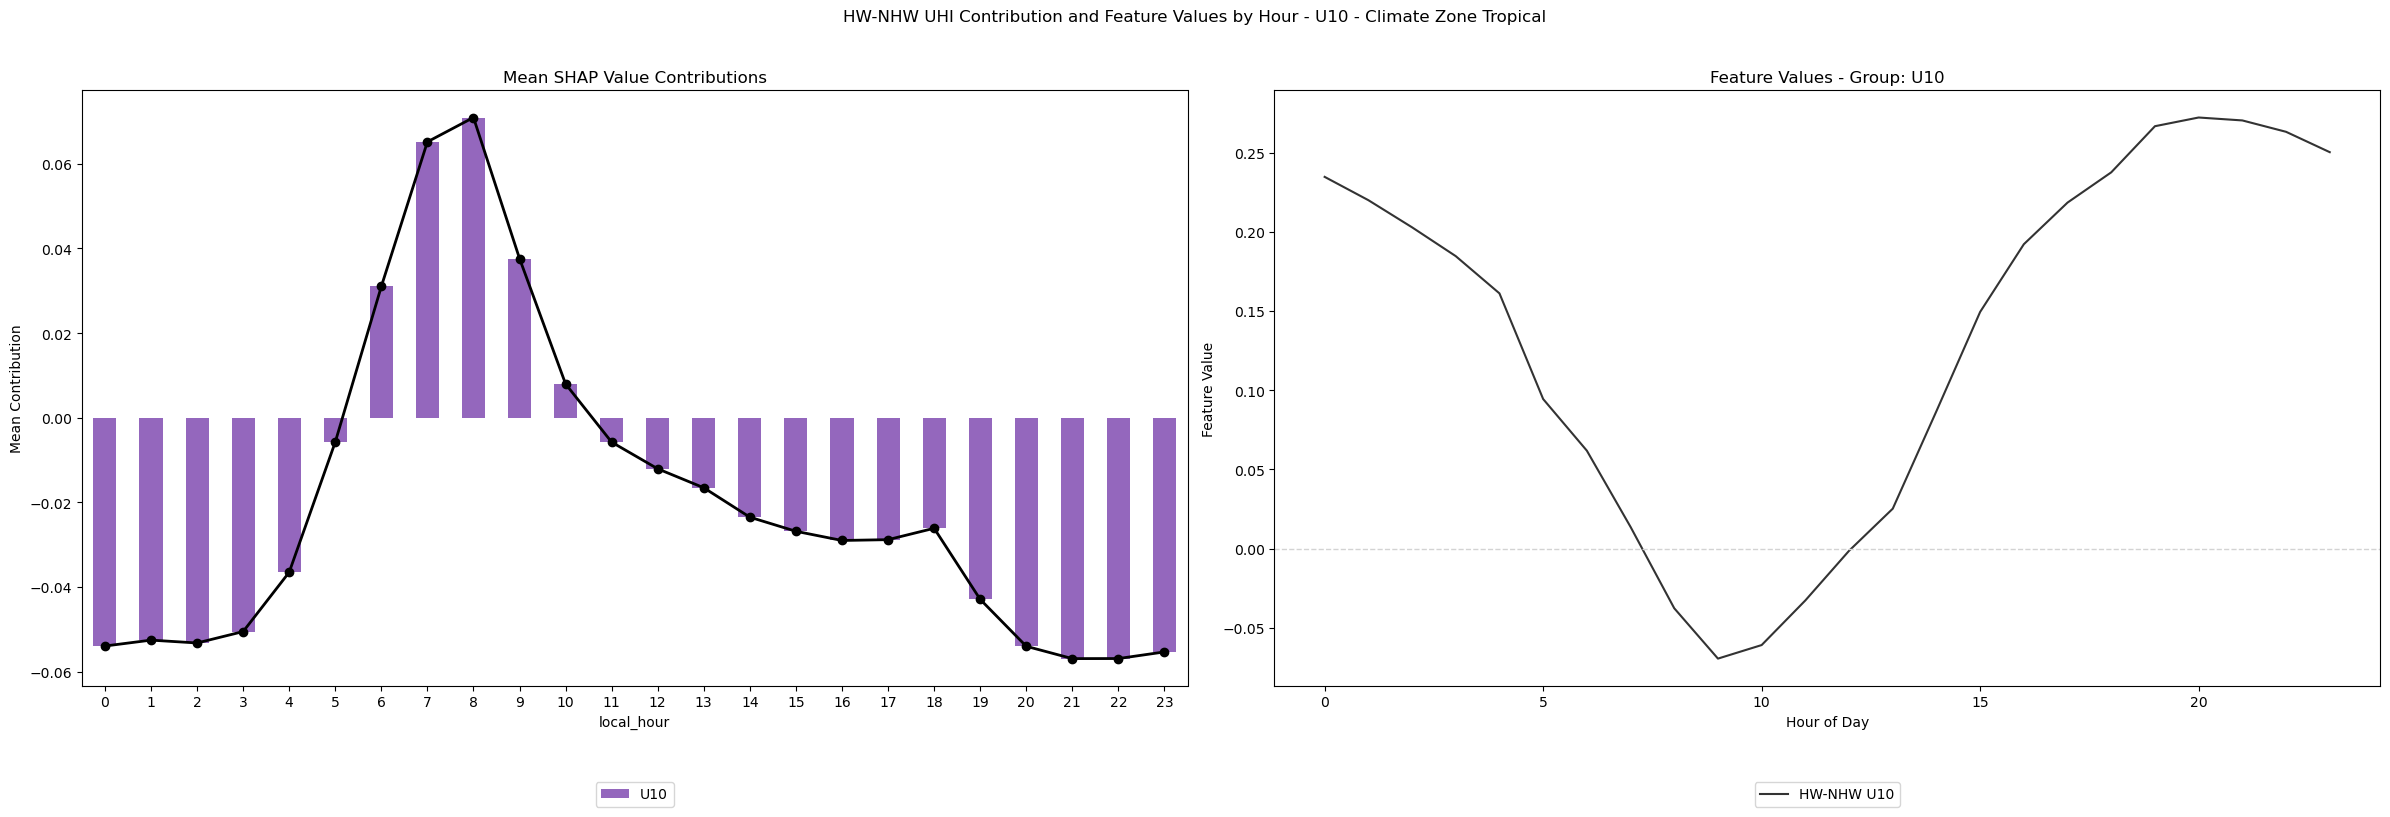 HW-NHW UHI Contribution and Feature Values by Hour - U10 - Climate Zone Tropical
Mean SHAP Value Contributions
Mean Contribution
0.06
0.04
0.02
0.00
−0.02
−0.04
−0.06
0 1 2 3 4 5 6 7 8 9 10 11 12 13 14 15 16 17 18 19 20 21 22 23
local_hour
U10
Feature Values - Group: U10
Feature Value
0.25
0.20
0.15
0.10
0.05
0.00
−0.05
0 5 10 15 20
Hour of Day
HW-NHW U10